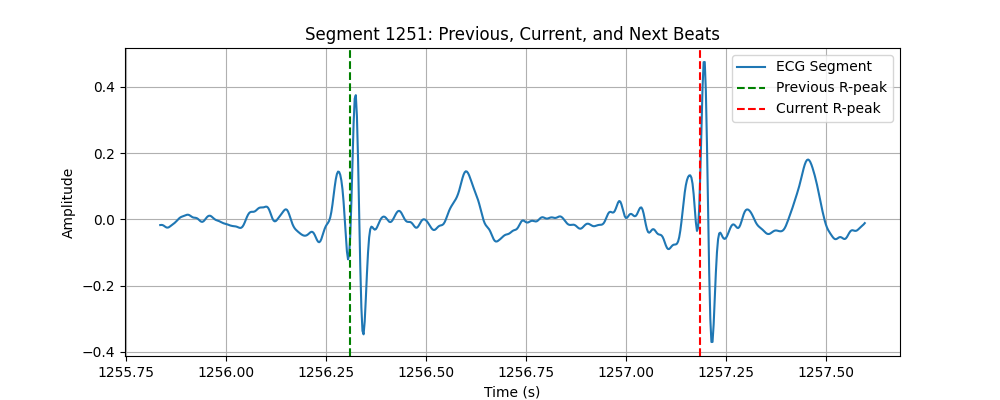 Segment 1251: Previous, Current, and Next Beats
ECG Segment
Previous R-peak
Current R-peak
Amplitude
0.4
0.2
0.0
−0.2
−0.4
1255.75 1256.00 1256.25 1256.50 1256.75 1257.00 1257.25 1257.50
Time (s)